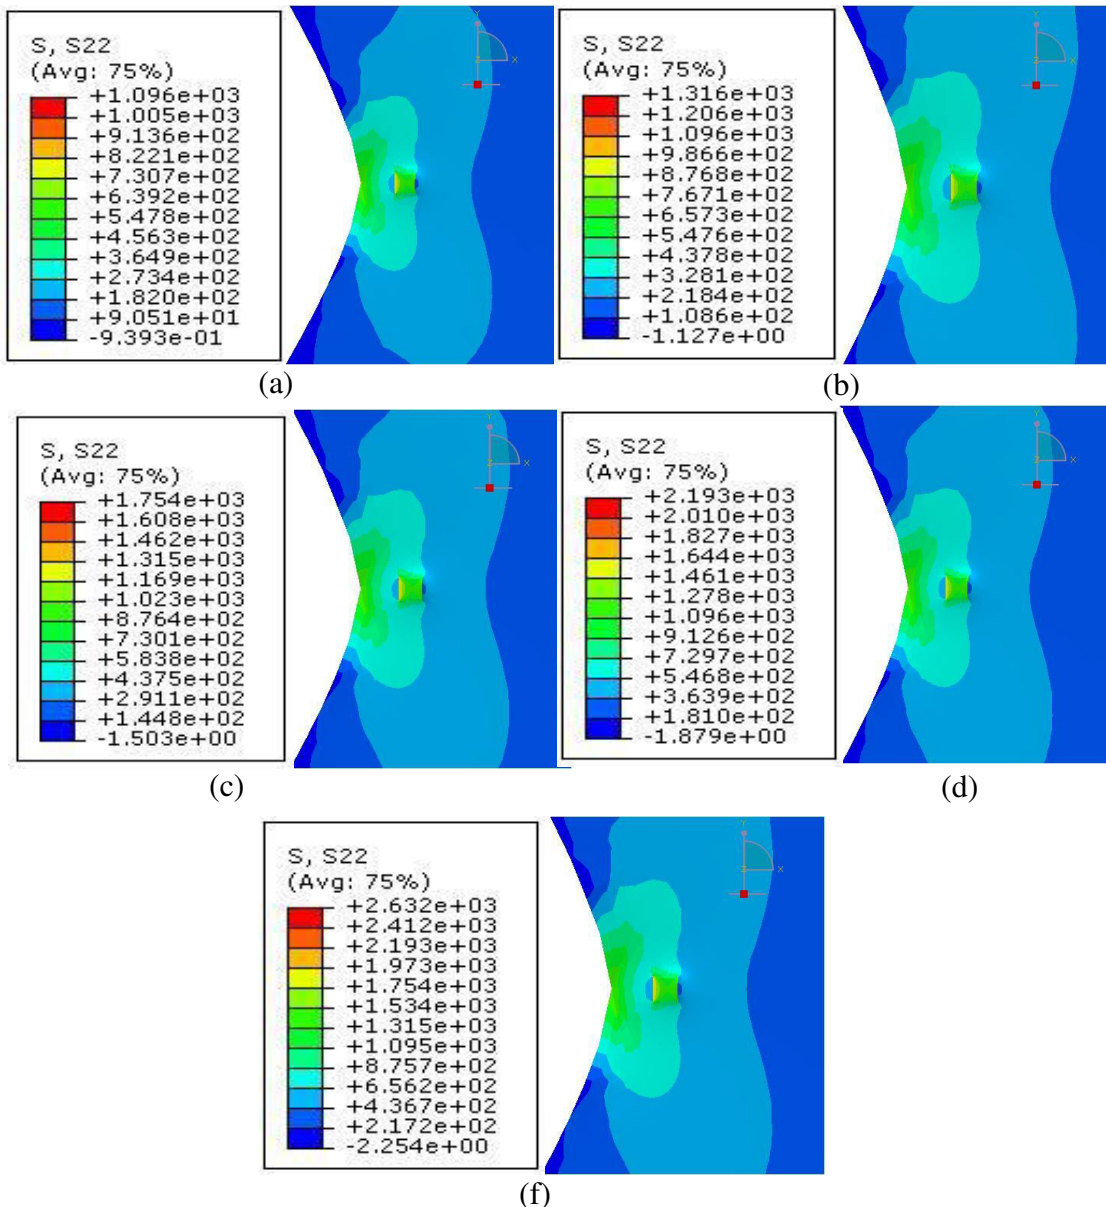 S, S22
(Avg: 75%)
+1.096e+03
+1.005e+03
+9.136e+02
+8.221e+02
+7.307e+02
+6.392e+02
+5.478e+02
+4.563e+02
+3.649e+02
+2.734e+02
+1.820e+02
+9.051e+01
-9.393e-01
Y
Z
X
(a)
S, S22
(Avg: 75%)
+1.316e+03
+1.206e+03
+1.096e+03
+9.866e+02
+8.768e+02
+7.671e+02
+6.573e+02
+5.476e+02
+4.378e+02
+3.281e+02
+2.184e+02
+1.086e+02
-1.127e+00
Y
Z
X
(b)
S, S22
(Avg: 75%)
+1.754e+03
+1.608e+03
+1.462e+03
+1.315e+03
+1.169e+03
+1.023e+03
+8.764e+02
+7.301e+02
+5.838e+02
+4.375e+02
+2.911e+02
+1.448e+02
-1.503e+00
Y
Z
X
(c)
S, S22
(Avg: 75%)
+2.193e+03
+2.010e+03
+1.827e+03
+1.644e+03
+1.461e+03
+1.278e+03
+1.096e+03
+9.126e+02
+7.297e+02
+5.468e+02
+3.639e+02
+1.810e+02
-1.879e+00
Y
Z
X
(d)
S, S22
(Avg: 75%)
+2.632e+03
+2.412e+03
+2.193e+03
+1.973e+03
+1.754e+03
+1.534e+03
+1.315e+03
+1.095e+03
+8.757e+02
+6.562e+02
+4.367e+02
+2.172e+02
-2.254e+00
Y
Z
X
(f)